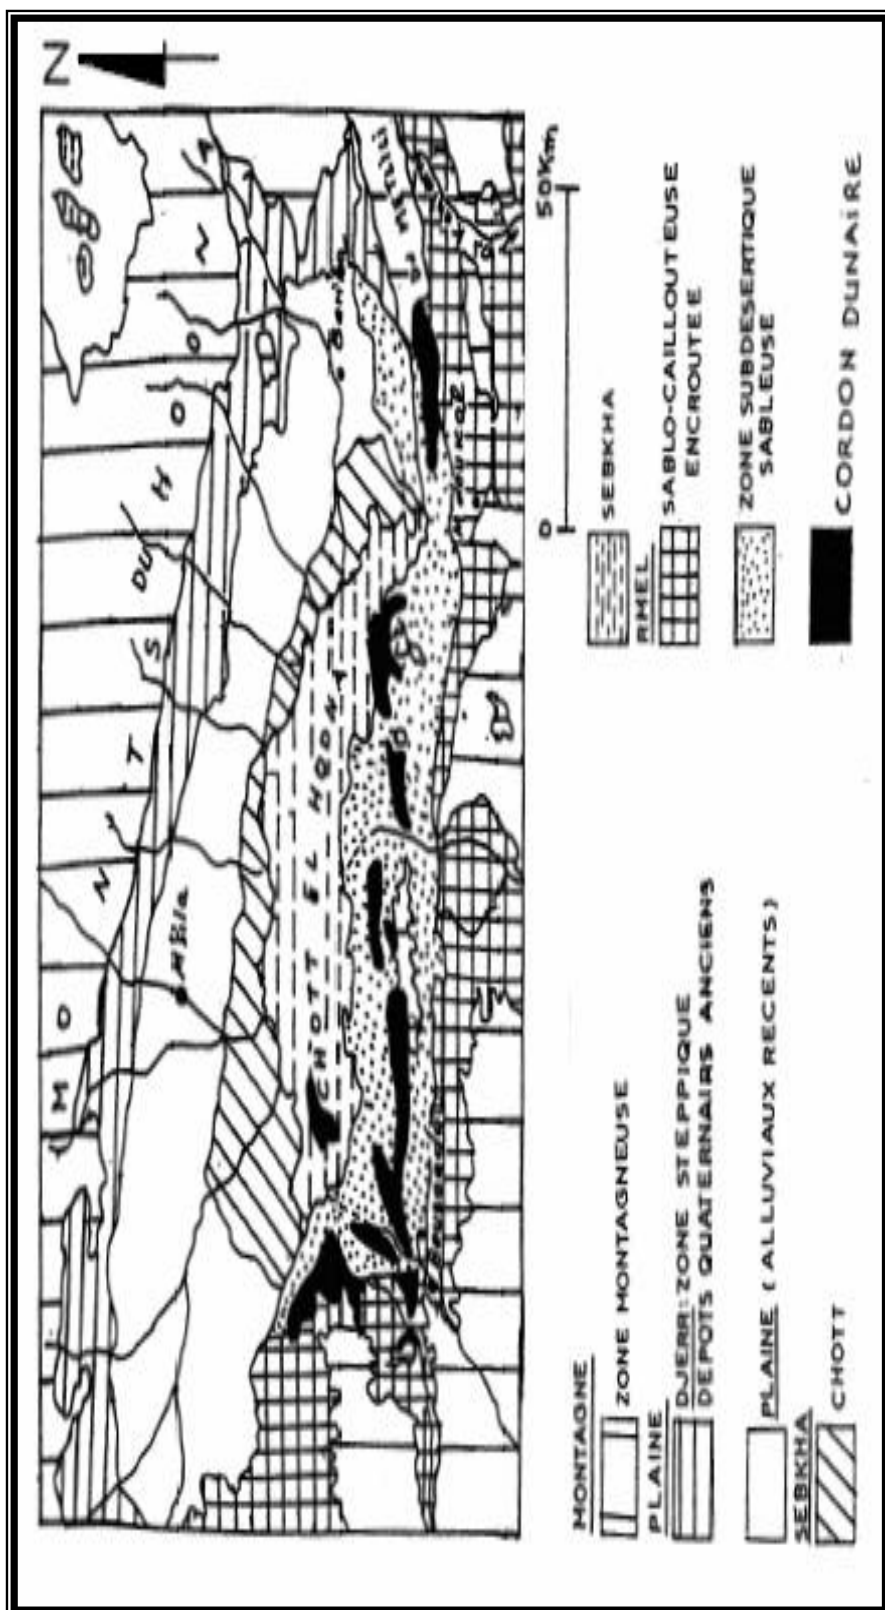 N
MONTS DU HODNA
M'Sila
CHOTT EL HODNA
0 50Km
MONTAGNE
ZONE MONTAGNEUSE
PLAINE
DJERR: ZONE STEPPIQUE
DEPOTS QUATERNAIRS ANCIENS
PLAINE (ALLUVIAUX RECENTS)
SEBKHA
CHOTT
SEBKHA
RMEL
SABLO-CAILLOUTEUSE
ENCROUTEE
ZONE SUBDESERTIQUE
SABLEUSE
CORDON DUNAIRE